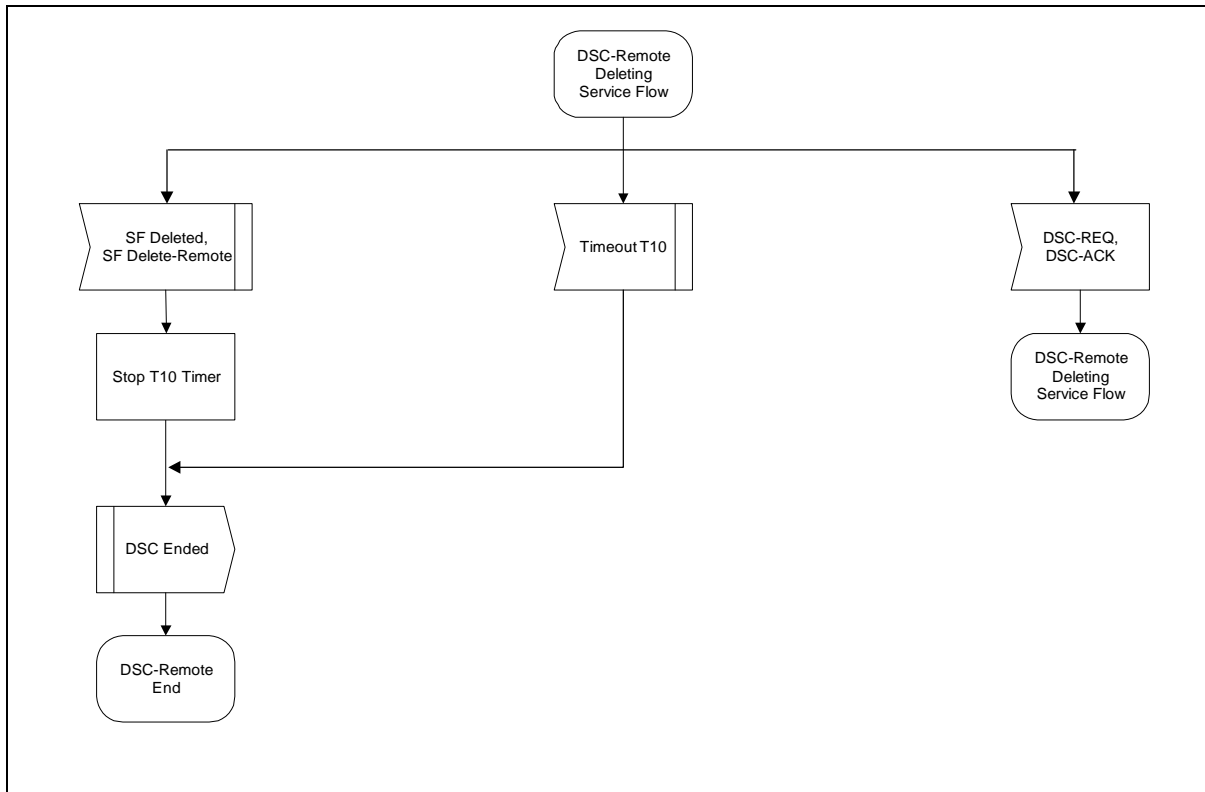 DSC-Remote
Deleting
Service Flow
SF Deleted,
SF Delete-Remote
Timeout T10
DSC-REQ,
DSC-ACK
Stop T10 Timer
DSC-Remote
Deleting
Service Flow
DSC Ended
DSC-Remote
End